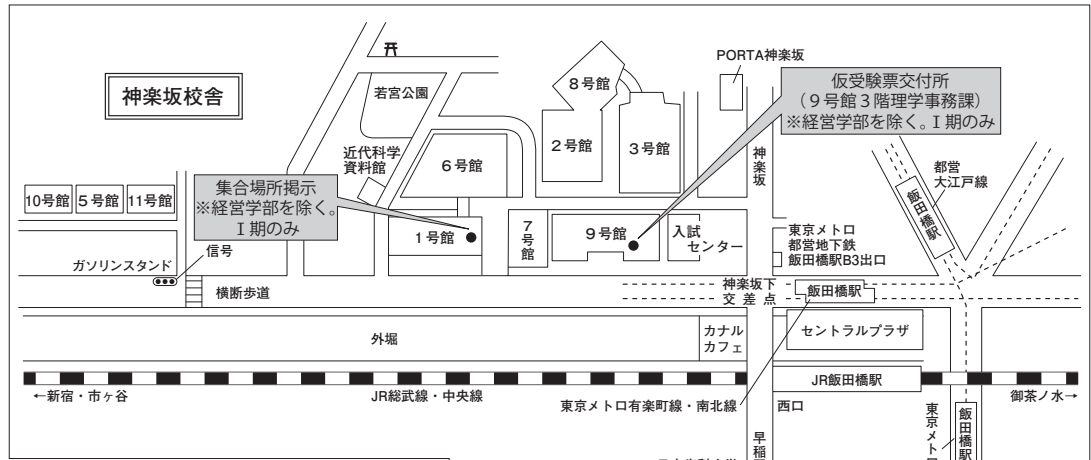 神楽坂校舎
若宮公園
近代科学
資料館
6号館
8号館
2号館
3号館
PORTA神楽坂
神楽坂
仮受験票交付所
(9号館3階理学事務課)
※経営学部を除く。Ⅰ期のみ
都営
大江戸線
飯田橋駅
10号館
5号館
11号館
集合場所掲示
※経営学部を除く。
Ⅰ期のみ
1号館
7号館
9号館
入試
センター
東京メトロ
都営地下鉄
飯田橋駅B3出口
ガソリンスタンド
信号
横断歩道
神楽坂下
交差点
飯田橋駅
外堀
カナル
カフェ
セントラルプラザ
JR飯田橋駅
←新宿・市ヶ谷
JR総武線・中央線
東京メトロ有楽町線・南北線
西口
御茶ノ水→
早稲
東京メト
飯田橋駅